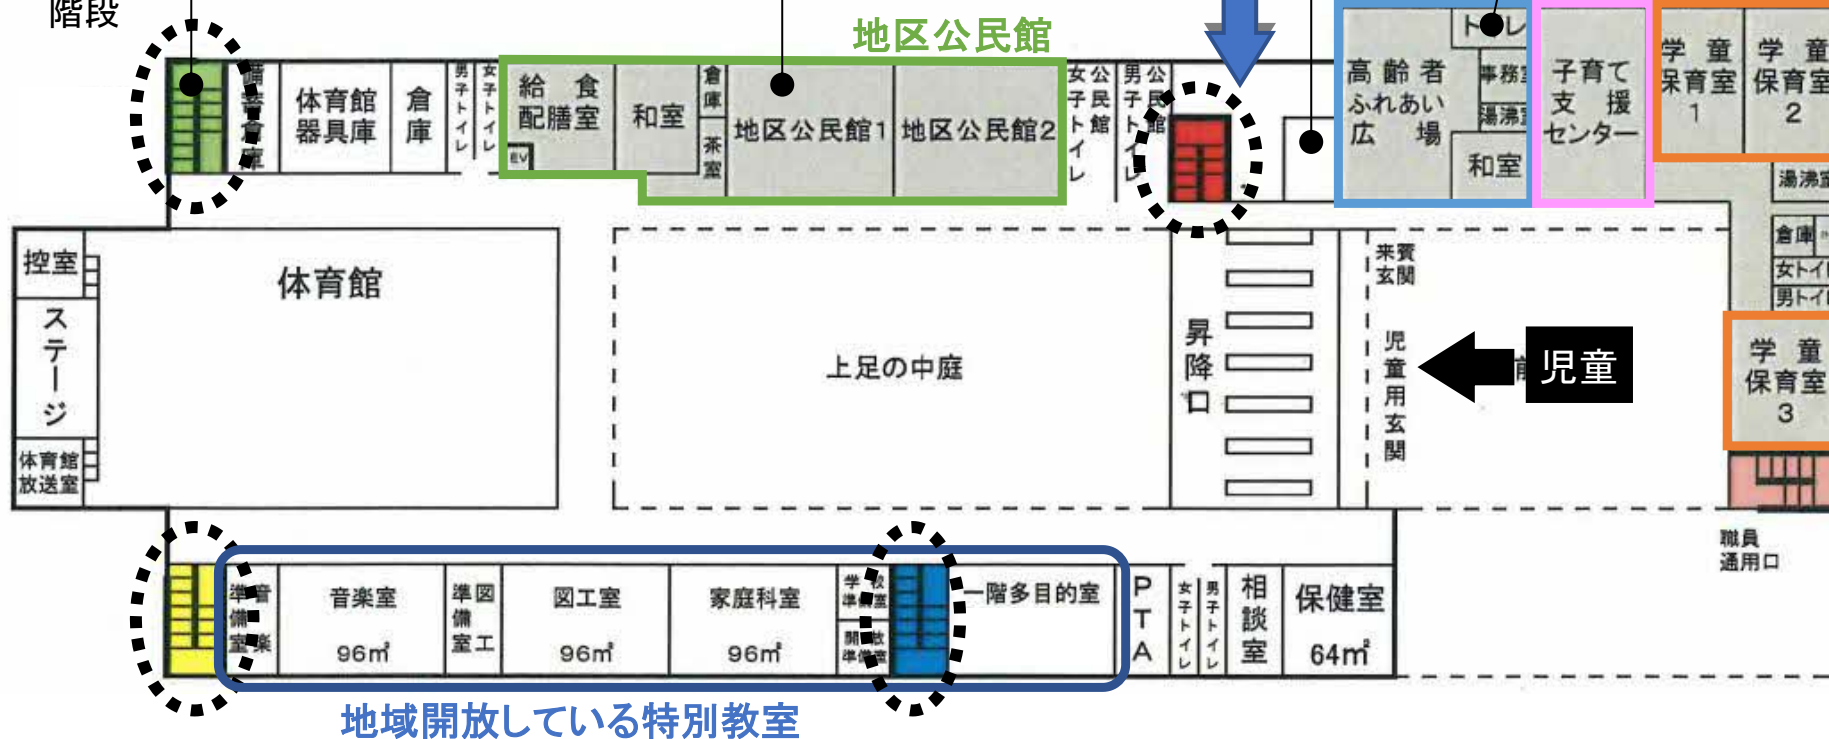 階段
地区公民館
備蓄倉庫
体育館
器具庫
倉庫
男子トイレ
女子トイレ
給食
配膳室
EV
和室
倉庫
茶室
地区公民館1
地区公民館2
公民館
女子トイレ
公民館
男子トイレ
高齢者
ふれあい
広場
トイレ
事務室
湯沸室
和室
子育て
支援
センター
学童
保育室
1
学童
保育室
2
湯沸室
倉庫
女トイレ
男トイレ
学童
保育室
3
控室
ステージ
体育館
放送室
体育館
上足の中庭
昇降口
来賓
玄関
児童用玄関
児童
職員
通用口
音楽
準備室
音楽室
96㎡
図工
準備室
図工室
96㎡
家庭科室
96㎡
学校
準備室
開放
準備室
一階多目的室
PTA
女子トイレ
男子トイレ
相談室
保健室
64㎡
地域開放している特別教室